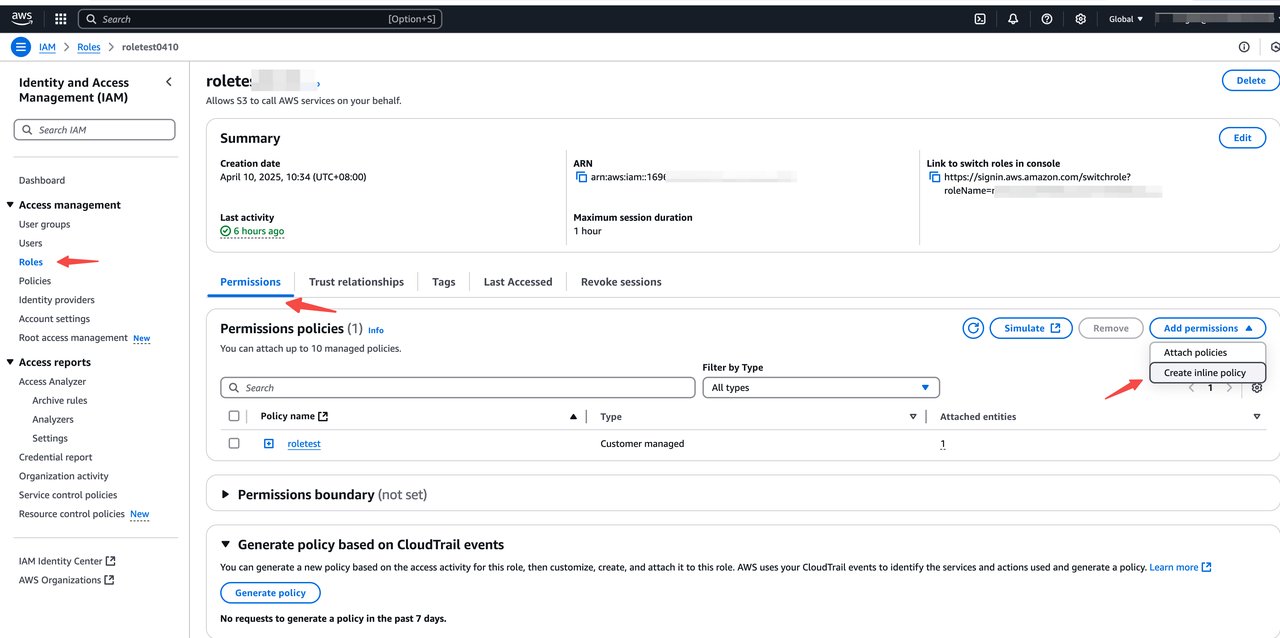 aws
Search [Option+S]
Global
IAM > Roles > roletest0410
Identity and Access Management (IAM)
Search IAM
Dashboard
Access management
User groups
Users
Roles
Policies
Identity providers
Account settings
Root access management New
Access reports
Access Analyzer
Archive rules
Analyzers
Settings
Credential report
Organization activity
Service control policies
Resource control policies New
IAM Identity Center
AWS Organizations
Delete
Allows S3 to call AWS services on your behalf.
Summary
Edit
Creation date
April 10, 2025, 10:34 (UTC+08:00)
Last activity
6 hours ago
ARN
arn:aws:iam::169
Maximum session duration
1 hour
Link to switch roles in console
https://signin.aws.amazon.com/switchrole?
roleName=
Permissions
Trust relationships
Tags
Last Accessed
Revoke sessions
Permissions policies (1) Info
You can attach up to 10 managed policies.
Simulate
Remove
Add permissions
Attach policies
Create inline policy
Filter by Type
Search
All types
1
Policy name
Type
Attached entities
roletest
Customer managed
1
Permissions boundary (not set)
Generate policy based on CloudTrail events
You can generate a new policy based on the access activity for this role, then customize, create, and attach it to this role. AWS uses your CloudTrail events to identify the services and actions used and generate a policy. Learn more
Generate policy
No requests to generate a policy in the past 7 days.